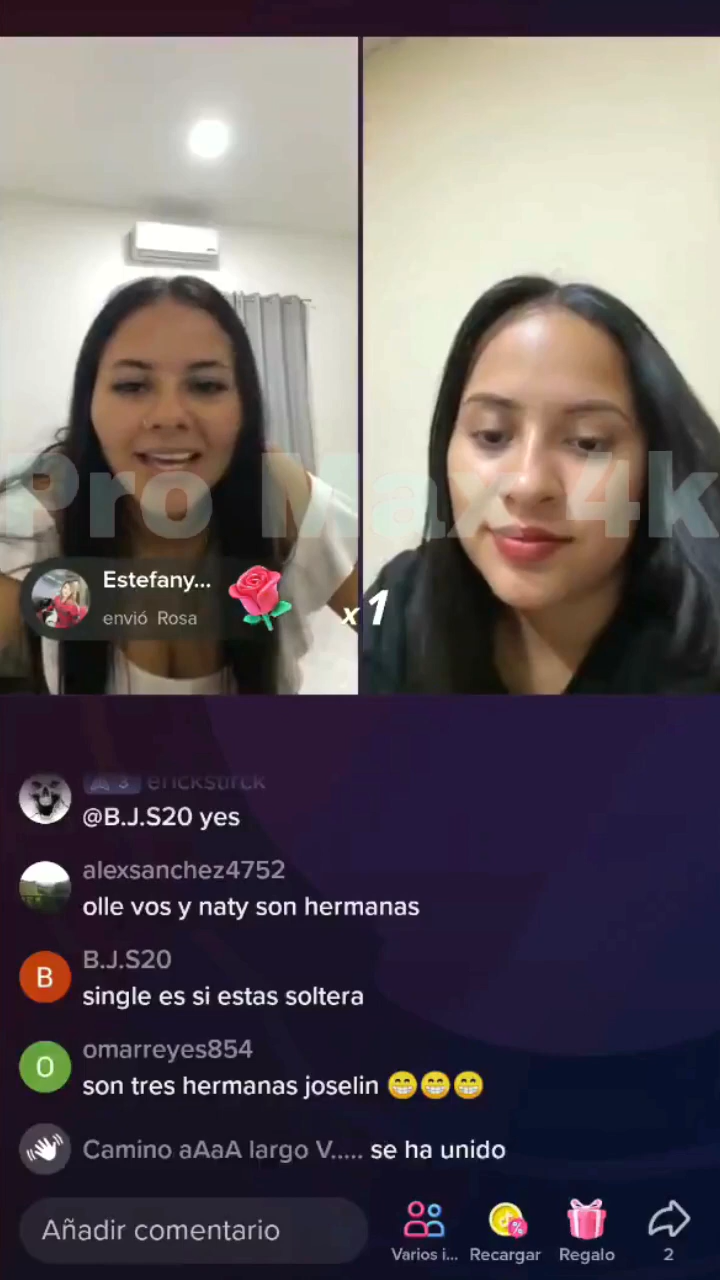 Pro Max 4k
Estefany...
envió Rosa
x1
3 erickstirck
@B.J.S20 yes
alexsanchez4752
olle vos y naty son hermanas
B
B.J.S20
single es si estas soltera
O
omarreyes854
son tres hermanas joselin 😁😁😁
Camino aAaA largo V..... se ha unido
Añadir comentario
Varios i...
Recargar
Regalo
2